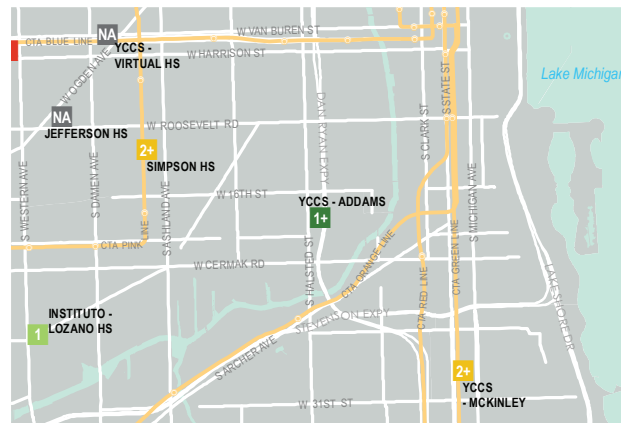 W VAN BUREN ST
CTA BLUE LINE
NA
YCCS -
VIRTUAL HS
W HARRISON ST
W OGDEN AVE
Lake Michigan
NA
JEFFERSON HS
W ROOSEVELT RD
DAN RYAN EXPY
S CLARK ST
S STATE ST
2+
SIMPSON HS
S WESTERN AVE
S DAMEN AVE
S ASHLAND AVE
W 16TH ST
YCCS - ADDAMS
1+
S MICHIGAN AVE
CTA PINK LINE
W CERMAK RD
S HALSTED ST
CTA ORANGE LINE
CTA RED LINE
CTA GREEN LINE
LAKE SHORE DR
INSTITUTO -
LOZANO HS
1
STEVENSON EXPY
S ARCHER AVE
2+
YCCS
- MCKINLEY
W 31ST ST